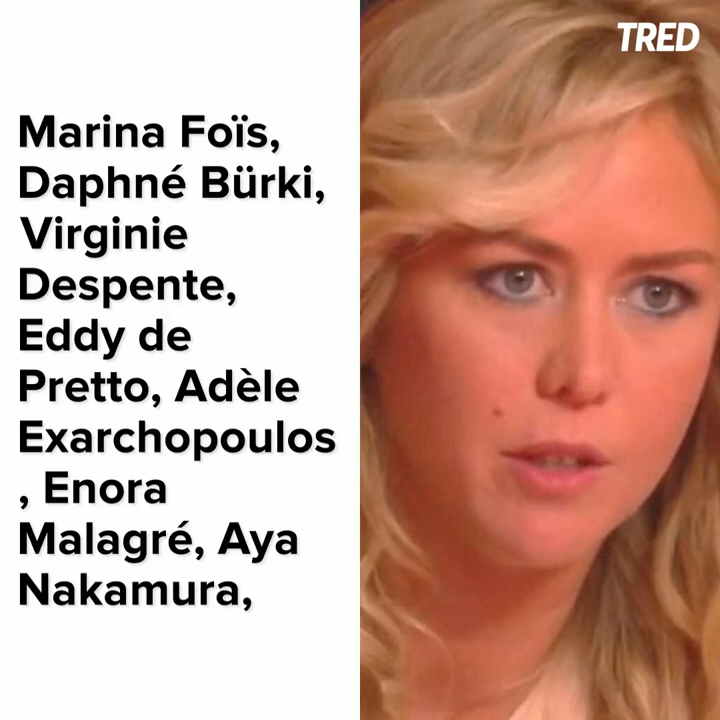 TRED
Marina Foïs,
Daphné Bürki,
Virginie
Despente,
Eddy de
Pretto, Adèle
Exarchopoulos
, Enora
Malagré, Aya
Nakamura,